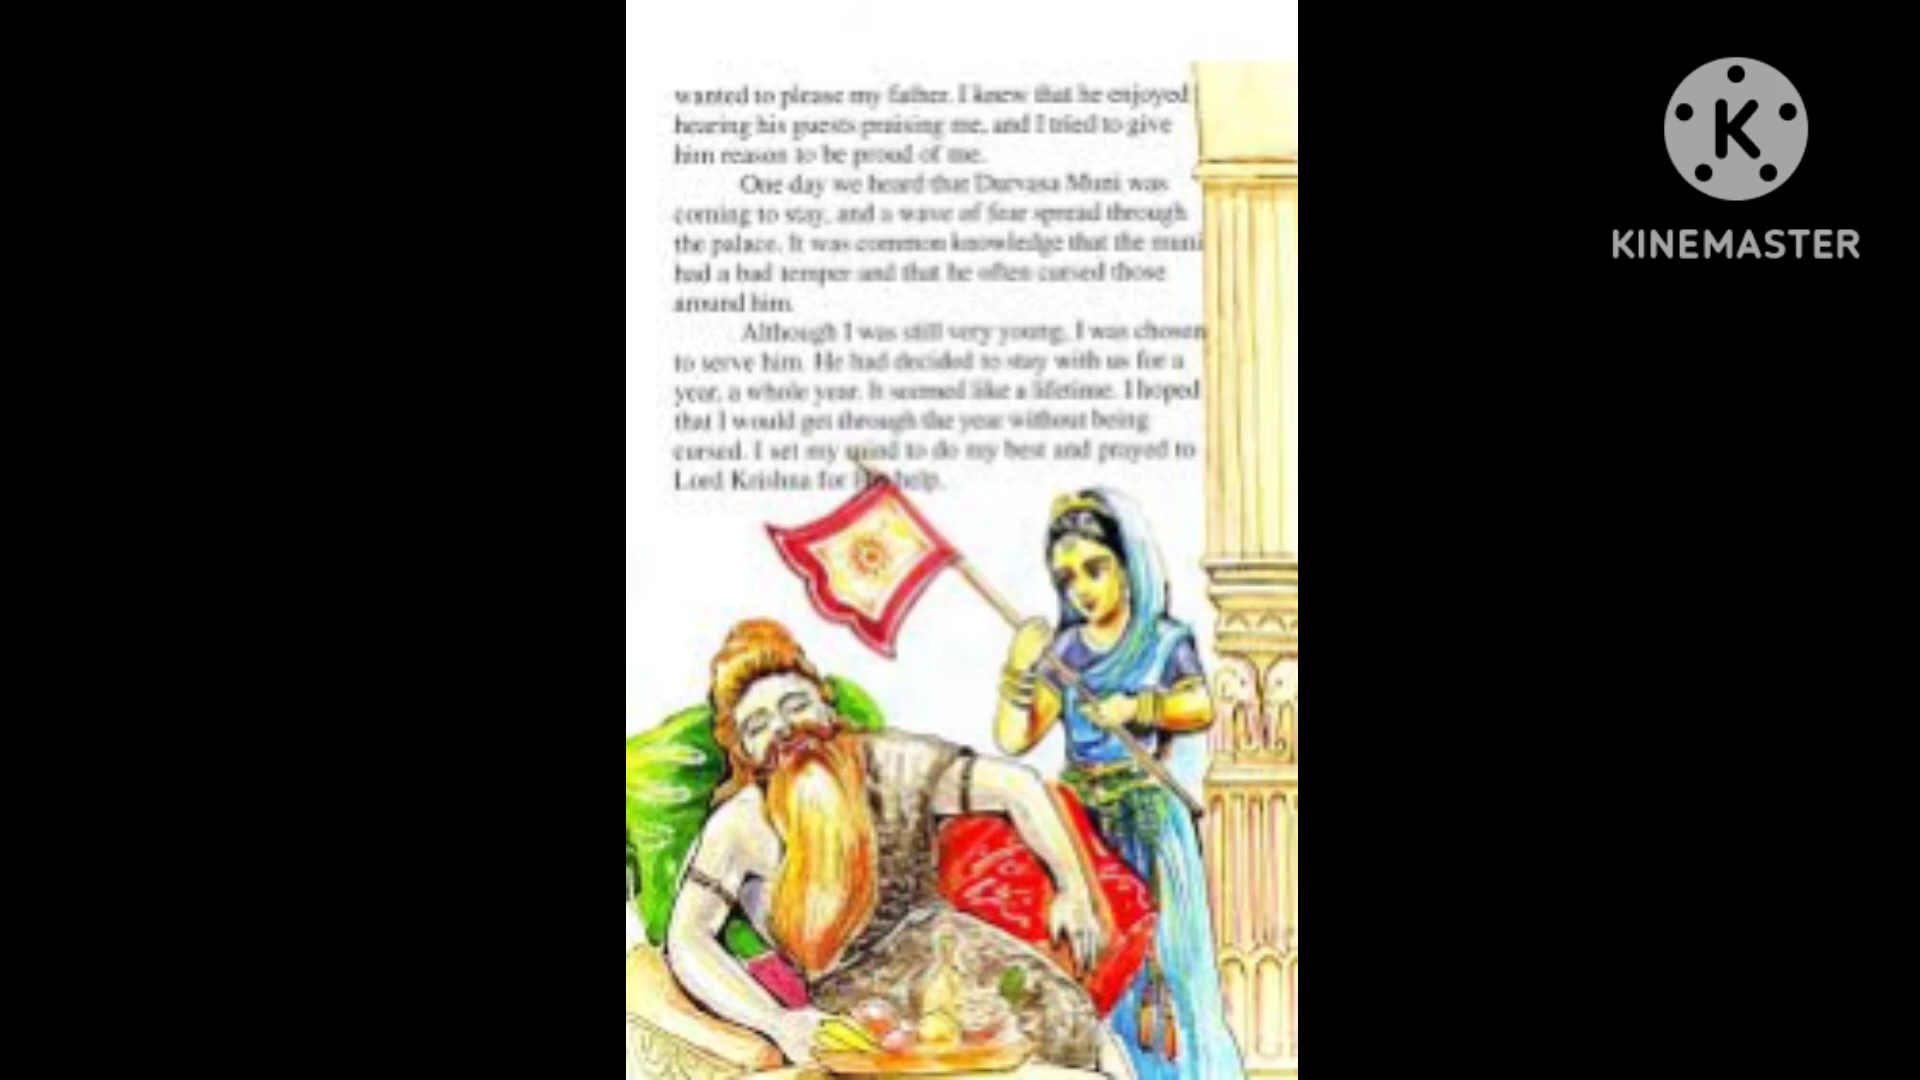 wanted to please my father. I knew that he enjoyed
hearing his guests praising me, and I tried to give
him reason to be proud of me.
One day we heard that Durvasa Muni was
coming to stay, and a wave of fear spread through
the palace. It was common knowledge that the muni
had a bad temper and that he often cursed those
around him.
Although I was still very young, I was chosen
to serve him. He had decided to stay with us for a
year, a whole year. It seemed like a lifetime. I hoped
that I would get through the year without being
cursed. I set my mind to do my best and prayed to
Lord Krishna for His help.
K
KINEMASTER